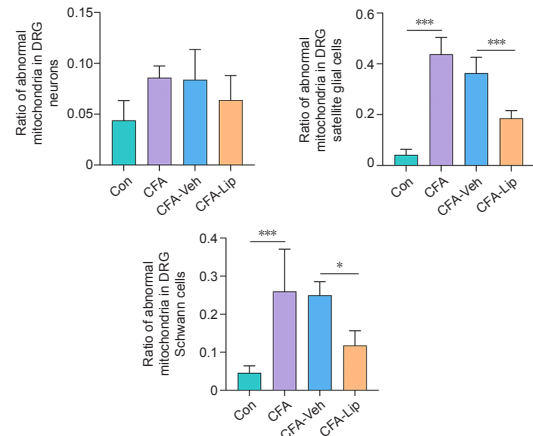 Ratio of abnormal
mitochondria in DRG
neurons
0.15
0.10
0.05
0
Con
CFA
CFA-Veh
CFA-Lip
Ratio of abnormal
mitochondria in DRG
satellite glial cells
0.6
0.4
0.2
0
***
***
Con
CFA
CFA-Veh
CFA-Lip
Ratio of abnormal
mitochondria in DRG
Schwann cells
0.4
0.3
0.2
0.1
0
***
*
Con
CFA
CFA-Veh
CFA-Lip